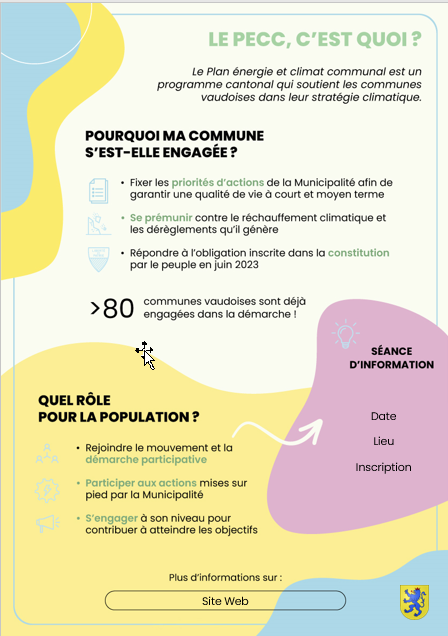 LE PECC, C'EST QUOI ?
Le Plan énergie et climat communal est un
programme cantonal qui soutient les communes
vaudoises dans leur stratégie climatique.
POURQUOI MA COMMUNE
S'EST-ELLE ENGAGÉE ?
• Fixer les priorités d'actions de la Municipalité afin de
garantir une qualité de vie à court et moyen terme
• Se prémunir contre le réchauffement climatique et
les dérèglements qu'il génère
• Répondre à l'obligation inscrite dans la constitution
par le peuple en juin 2023
>80 communes vaudoises sont déjà
engagées dans la démarche !
SÉANCE
D'INFORMATION
Date
Lieu
Inscription
QUEL RÔLE
POUR LA POPULATION ?
• Rejoindre le mouvement et la
démarche participative
• Participer aux actions mises sur
pied par la Municipalité
• S'engager à son niveau pour
contribuer à atteindre les objectifs
Plus d'informations sur :
Site Web